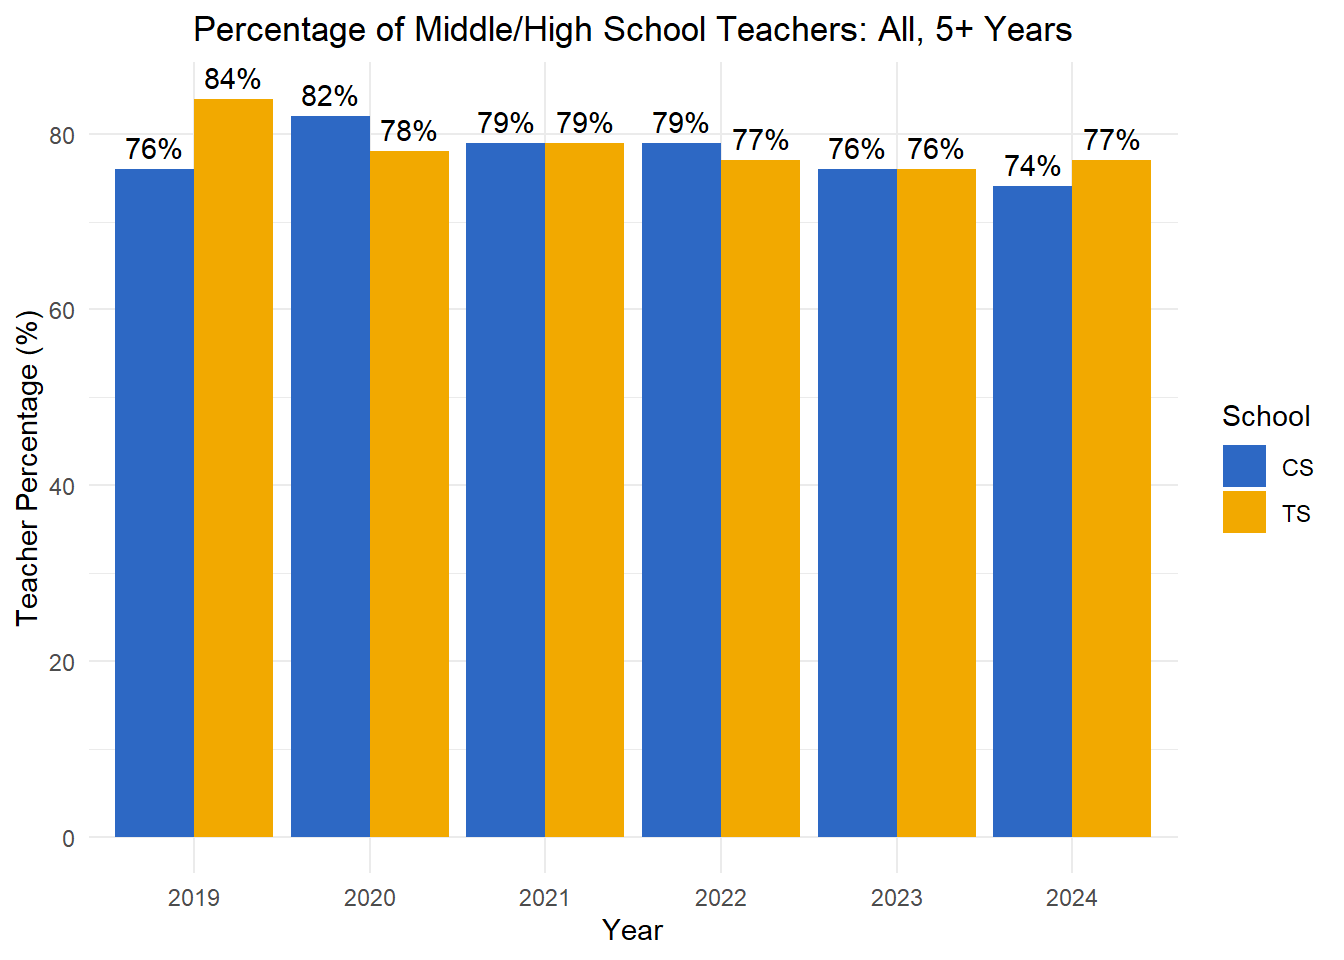 Percentage of Middle/High School Teachers: All, 5+ Years
76% 84% 82% 78% 79% 79% 79% 77% 76% 76% 74% 77%
80
60
40
20
0
Teacher Percentage (%)
2019 2020 2021 2022 2023 2024
Year
School
CS
TS